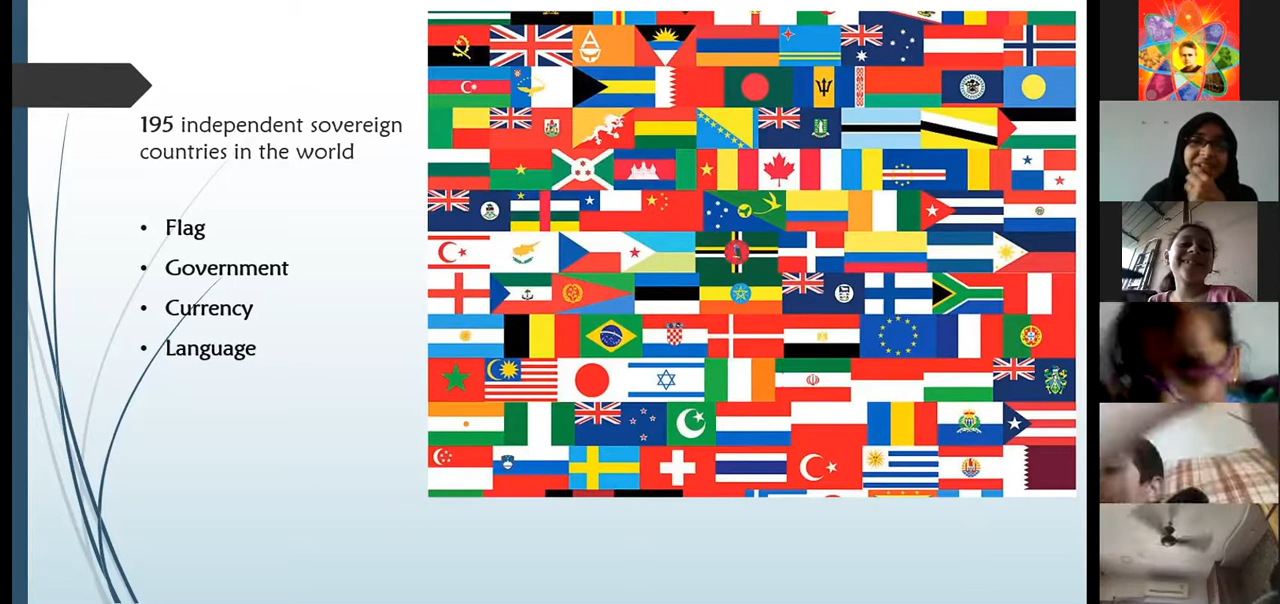 195 independent sovereign
countries in the world
• Flag
• Government
• Currency
• Language